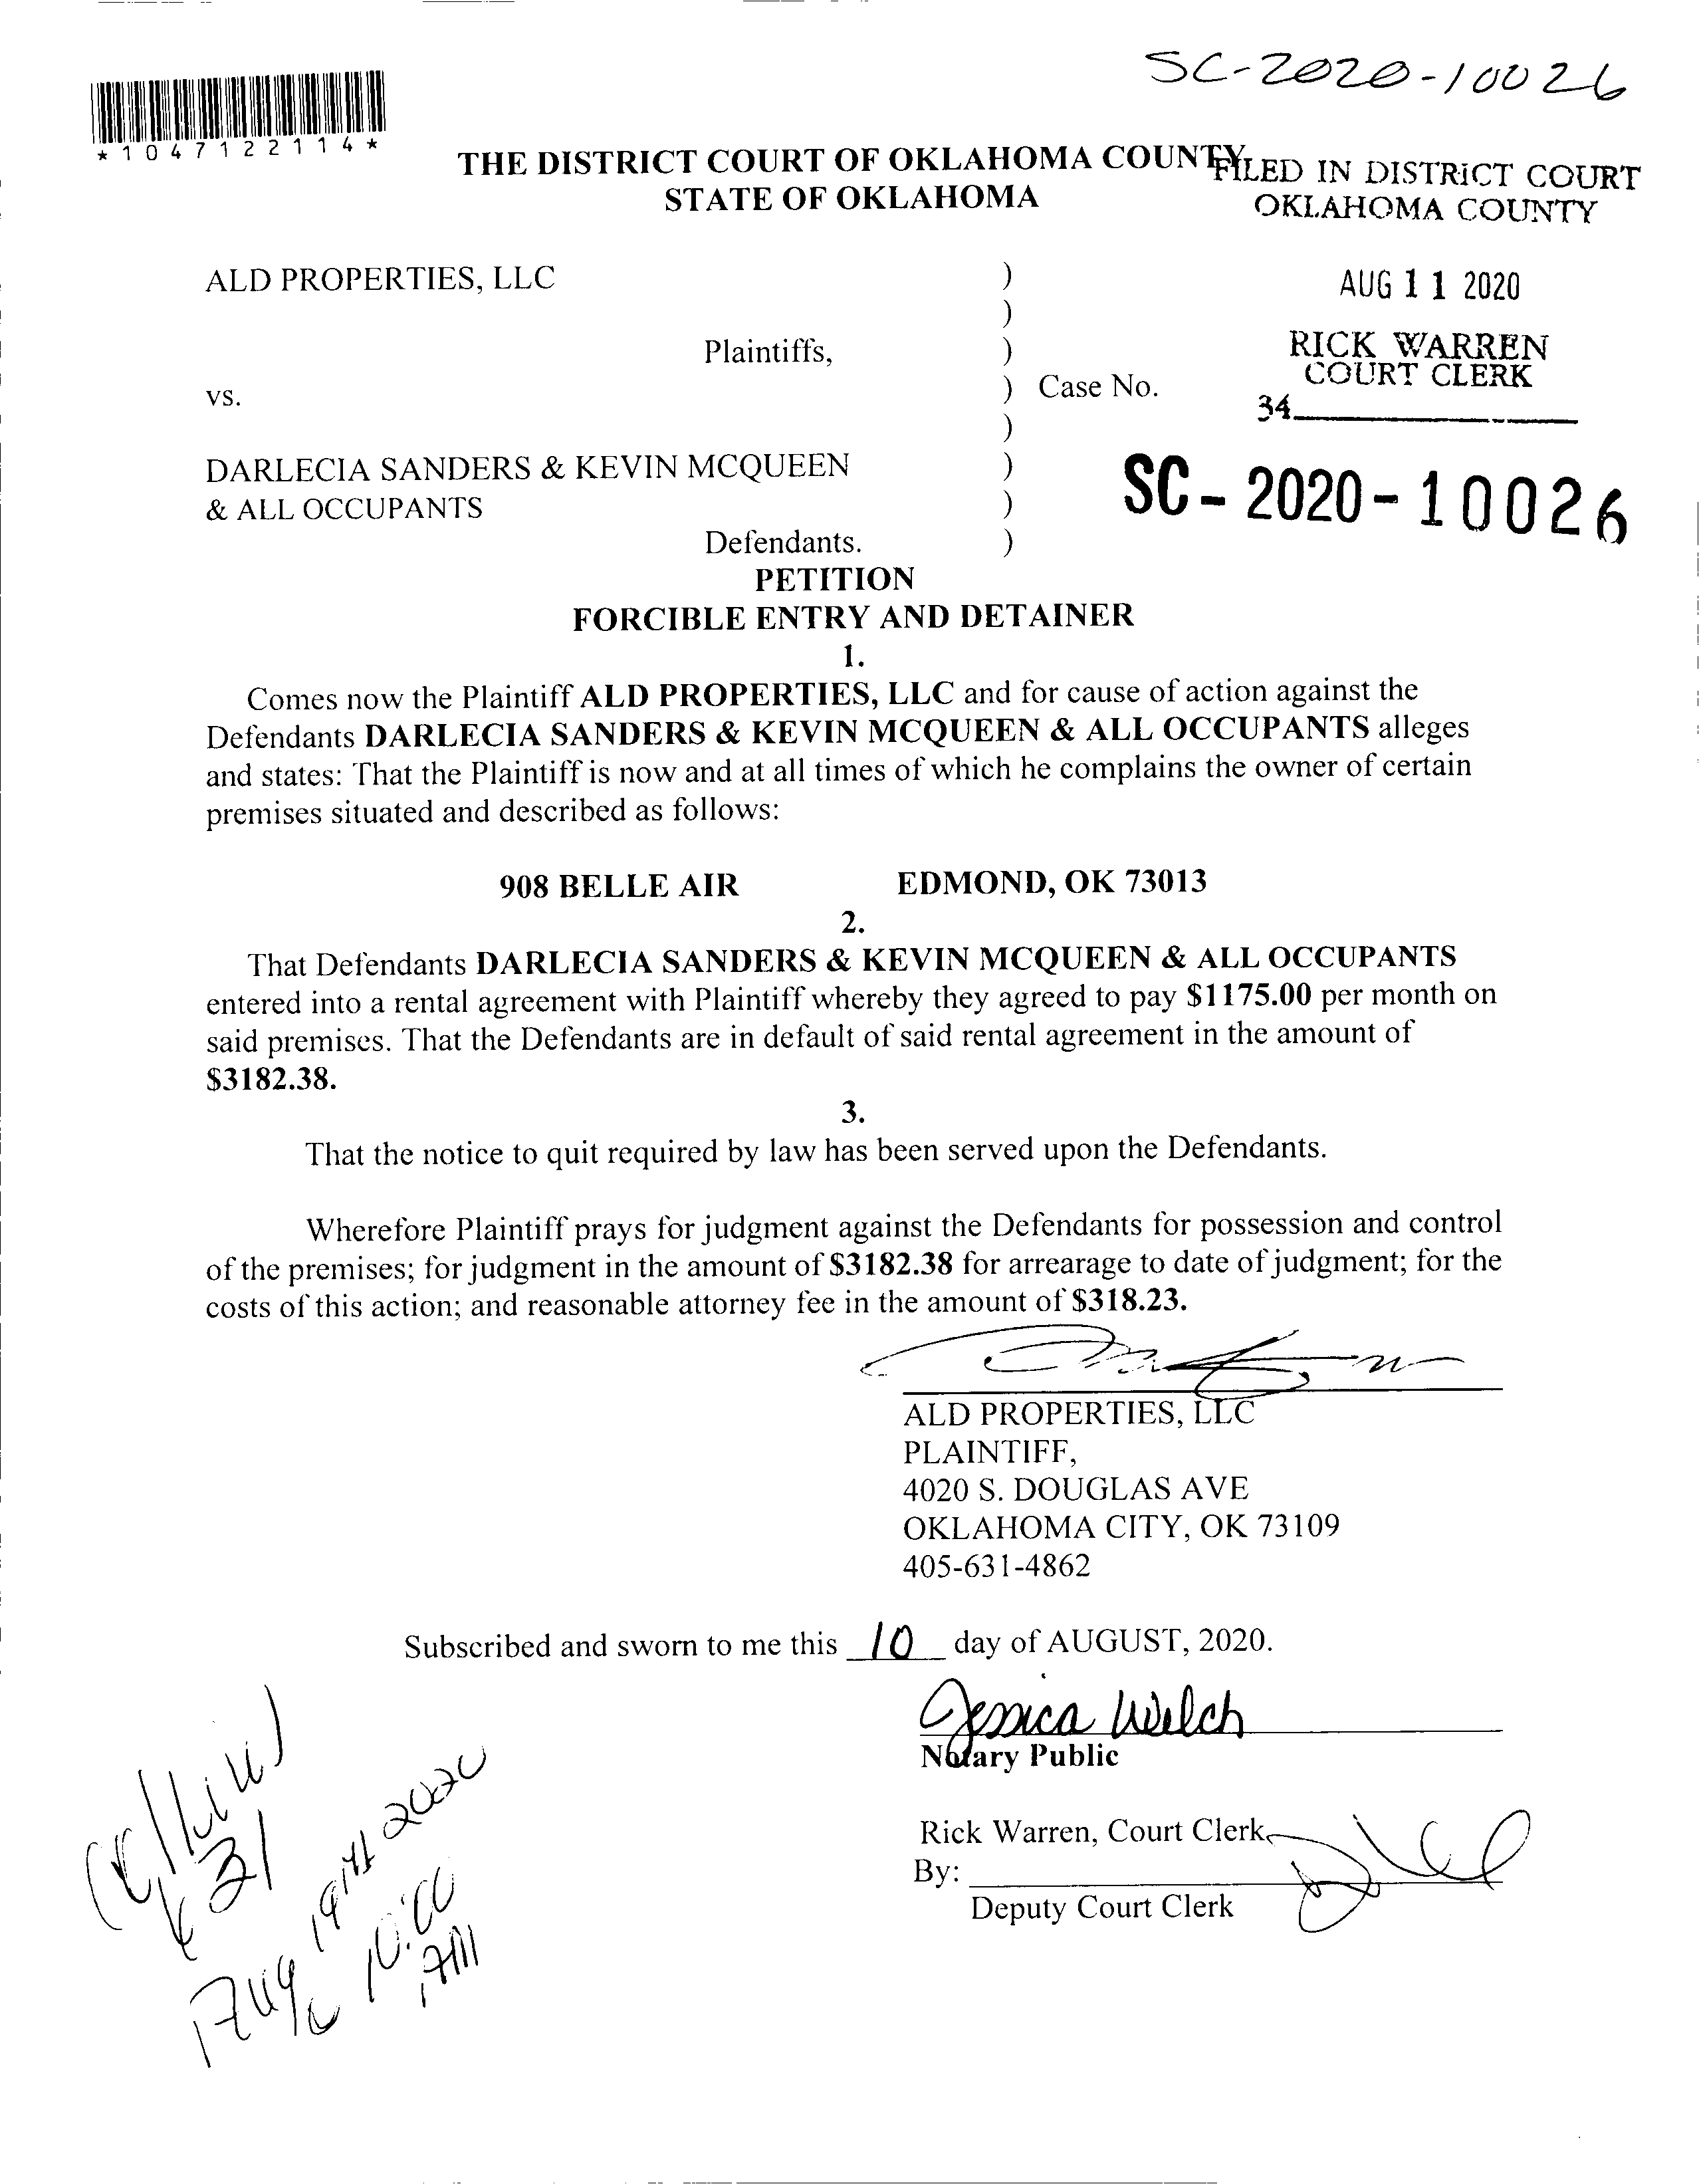 SC-2020-10026
*1047122114*
THE DISTRICT COURT OF OKLAHOMA COUNTY
STATE OF OKLAHOMA
FILED IN DISTRICT COURT
OKLAHOMA COUNTY
AUG 11 2020
RICK WARREN
COURT CLERK
34
ALD PROPERTIES, LLC )
)
Plaintiffs, )
vs. ) Case No.
)
DARLECIA SANDERS & KEVIN MCQUEEN )
& ALL OCCUPANTS )
Defendants. )
SC-2020-10026
PETITION
FORCIBLE ENTRY AND DETAINER
1.
Comes now the Plaintiff ALD PROPERTIES, LLC and for cause of action against the
Defendants DARLECIA SANDERS & KEVIN MCQUEEN & ALL OCCUPANTS alleges
and states: That the Plaintiff is now and at all times of which he complains the owner of certain
premises situated and described as follows:
908 BELLE AIR EDMOND, OK 73013
2.
That Defendants DARLECIA SANDERS & KEVIN MCQUEEN & ALL OCCUPANTS
entered into a rental agreement with Plaintiff whereby they agreed to pay $1175.00 per month on
said premises. That the Defendants are in default of said rental agreement in the amount of
$3182.38.
3.
That the notice to quit required by law has been served upon the Defendants.
Wherefore Plaintiff prays for judgment against the Defendants for possession and control
of the premises; for judgment in the amount of $3182.38 for arrearage to date of judgment; for the
costs of this action; and reasonable attorney fee in the amount of $318.23.
ALD PROPERTIES, LLC
PLAINTIFF,
4020 S. DOUGLAS AVE
OKLAHOMA CITY, OK 73109
405-631-4862
Subscribed and sworn to me this 10 day of AUGUST, 2020.
Jessica Welch
Notary Public
Rick Warren, Court Clerk
By:
Deputy Court Clerk
Aug 19th 2020
10:00
AM